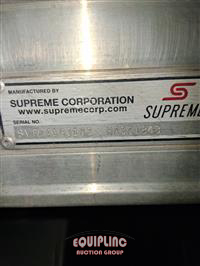 MANUFACTURED BY
SUPREME CORPORATION
www.supremecorp.com
SUPREME
SERIAL NO.
EQUIPLINC
AUCTION GROUP